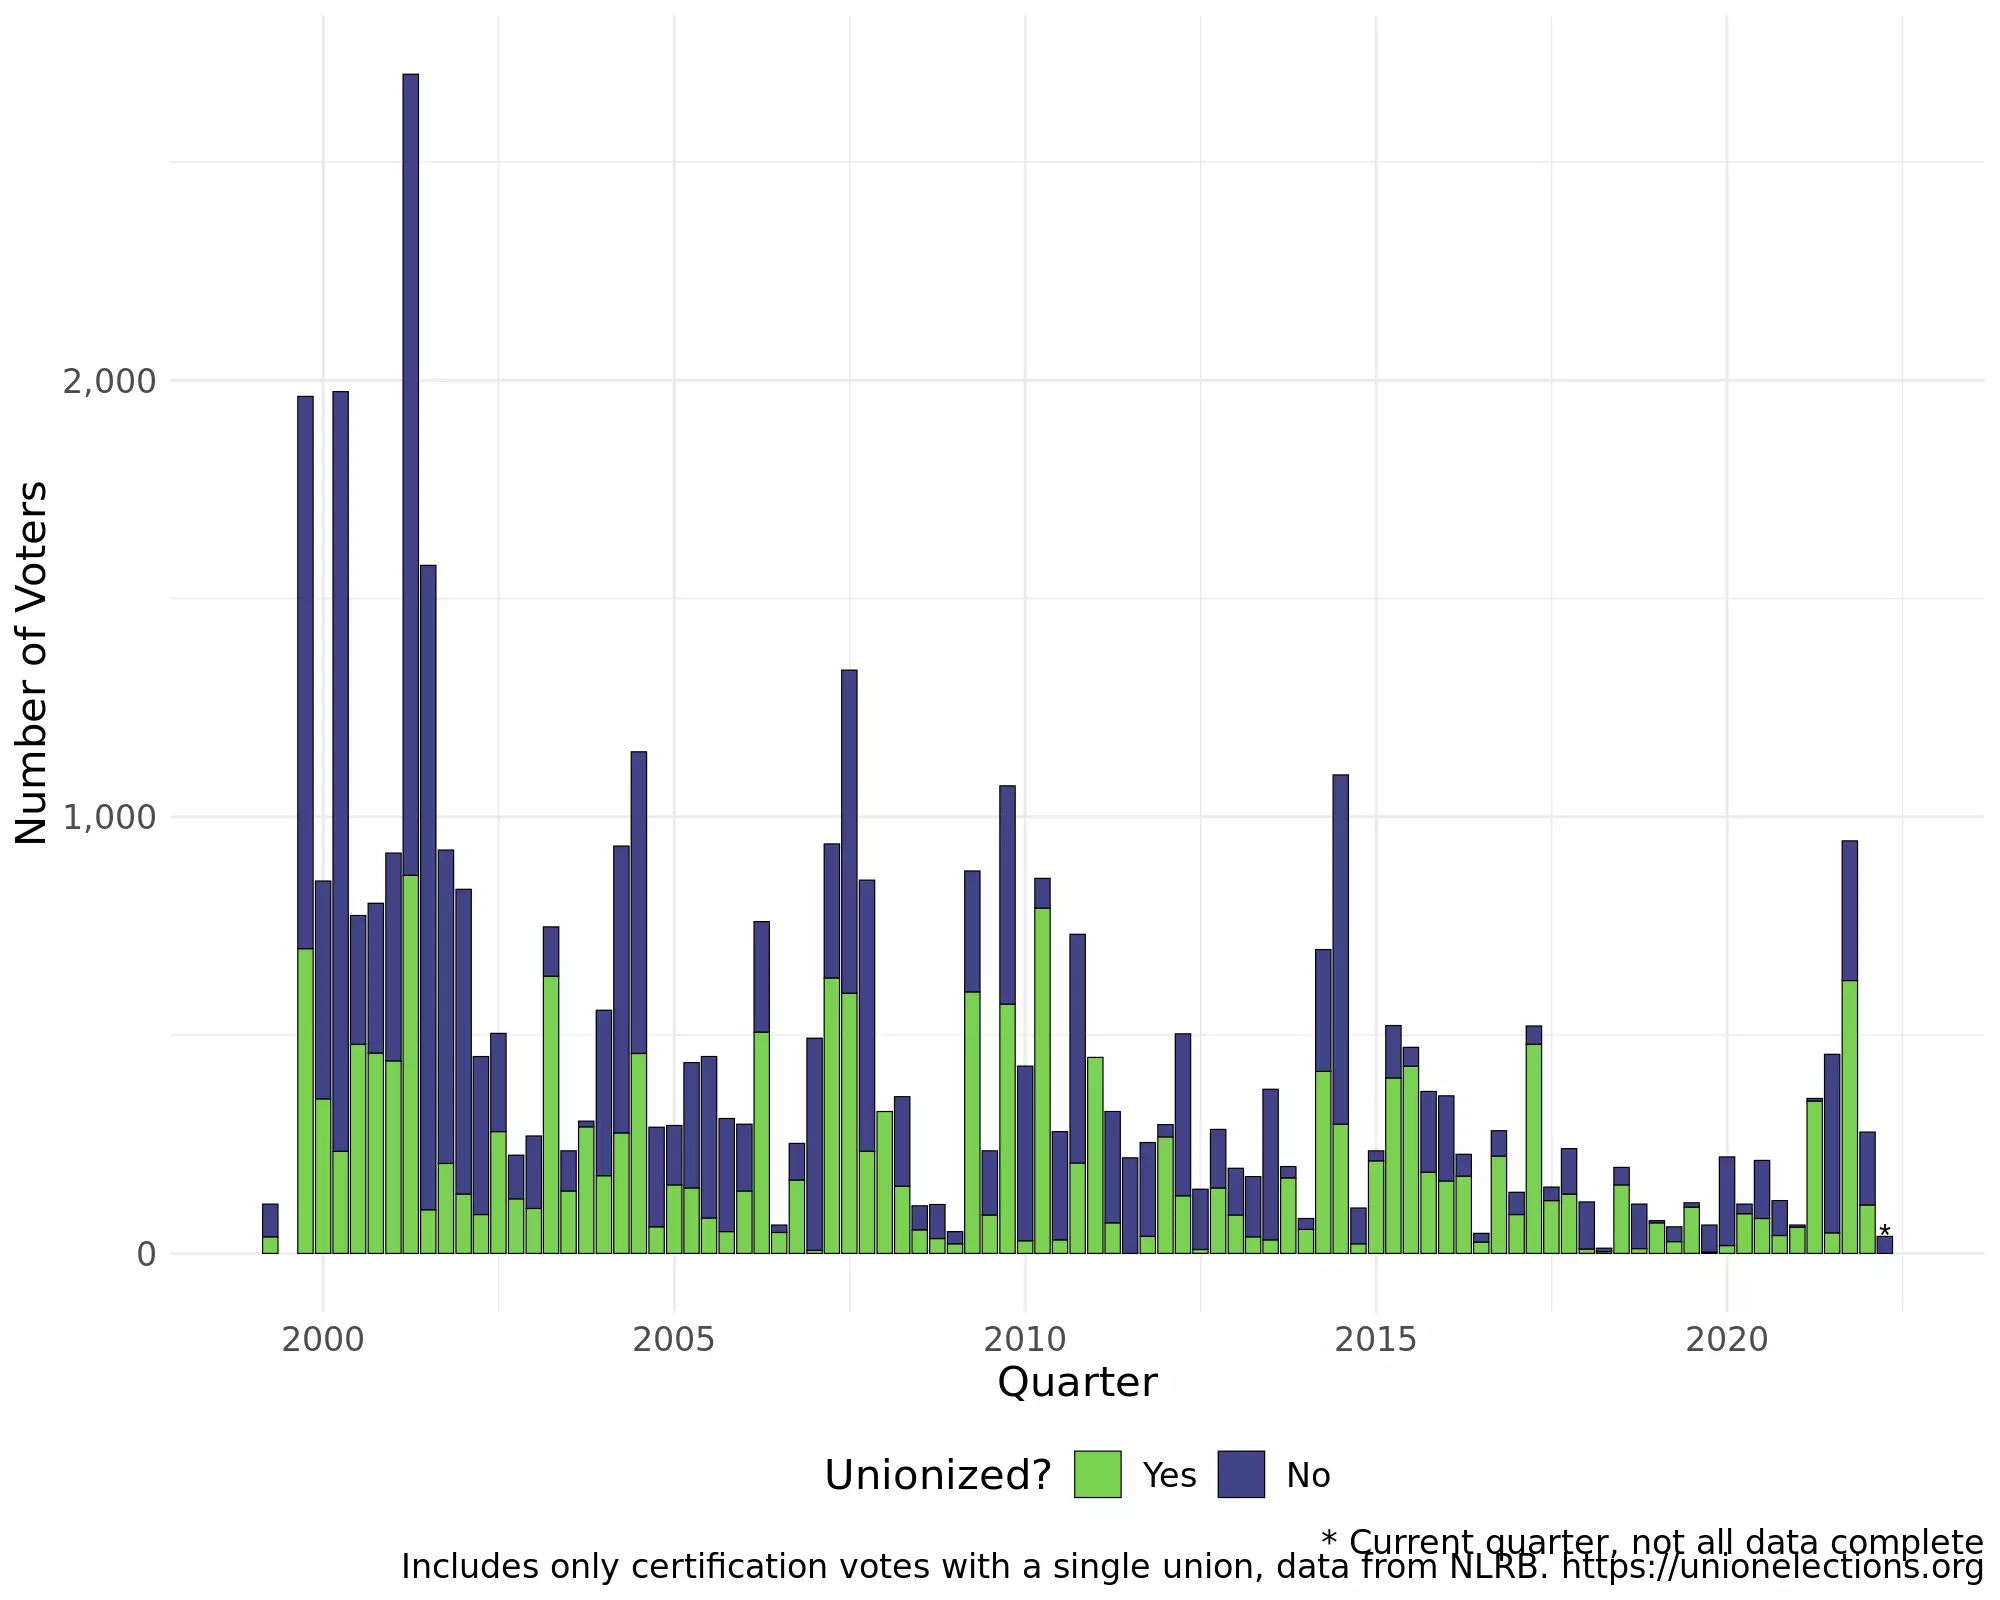 Number of Voters
2,000
1,000
0
*
2000 2005 2010 2015 2020
Quarter
Unionized? Yes No
* Current quarter, not all data complete
Includes only certification votes with a single union, data from NLRB. https://unionelections.org